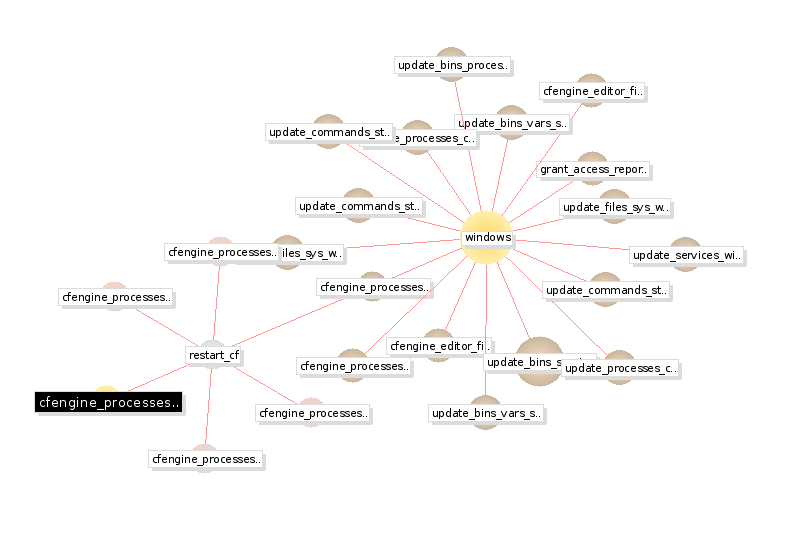 update_bins_proces..
cfengine_editor_fi..
update_bins_vars_s..
update_commands_st..
e_processes_c..
grant_access_repor..
update_commands_st..
update_files_sys_w..
windows
cfengine_processes..
iles_sys_w..
update_services_wi..
cfengine_processes..
update_commands_st..
cfengine_processes..
cfengine_editor_fi..
restart_cf
update_bins_s
cfengine_processes..
update_processes_c..
cfengine_processes..
cfengine_processes..
update_bins_vars_s..
cfengine_processes..